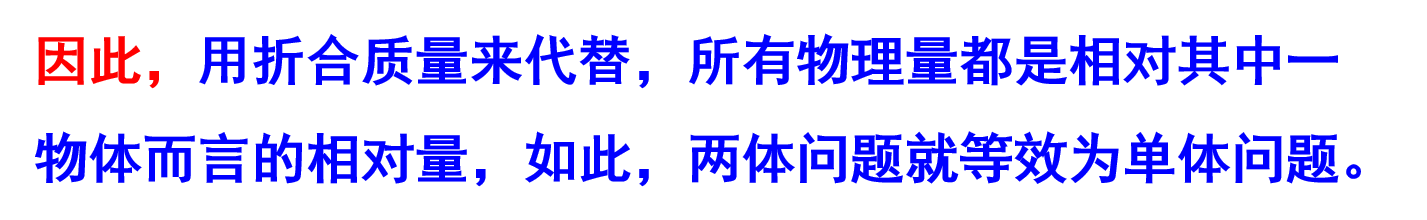 因此，用折合质量来代替，所有物理量都是相对其中一
物体而言的相对量，如此，两体问题就等效为单体问题。